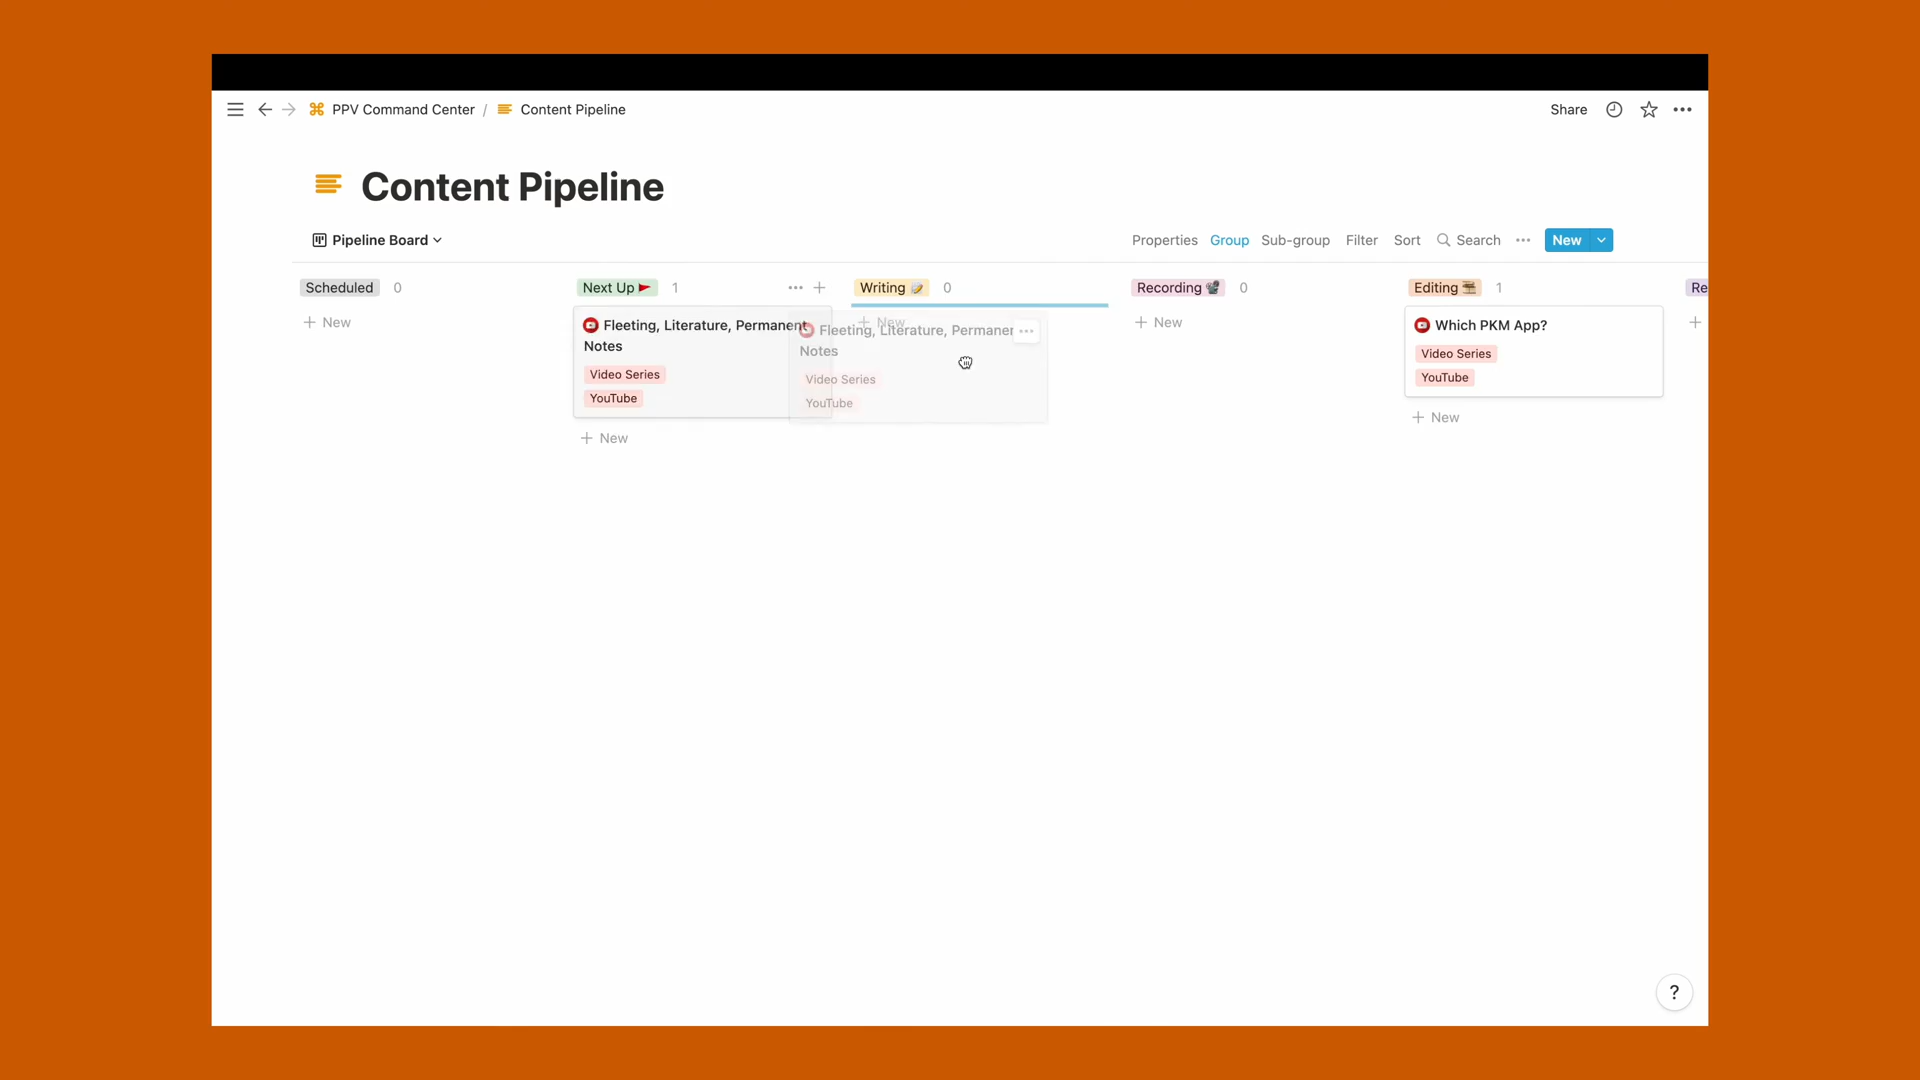 PPV Command Center / Content Pipeline
Share
Content Pipeline
Pipeline Board
Properties Group Sub-group Filter Sort Search New
Scheduled 0
Next Up 1
Writing 0
Recording 0
Editing 1
Re
New
Fleeting, Literature, Permanent
Notes
Video Series
YouTube
New
New
Fleeting, Literature, Permaner
Notes
Video Series
YouTube
New
Which PKM App?
Video Series
YouTube
New
?